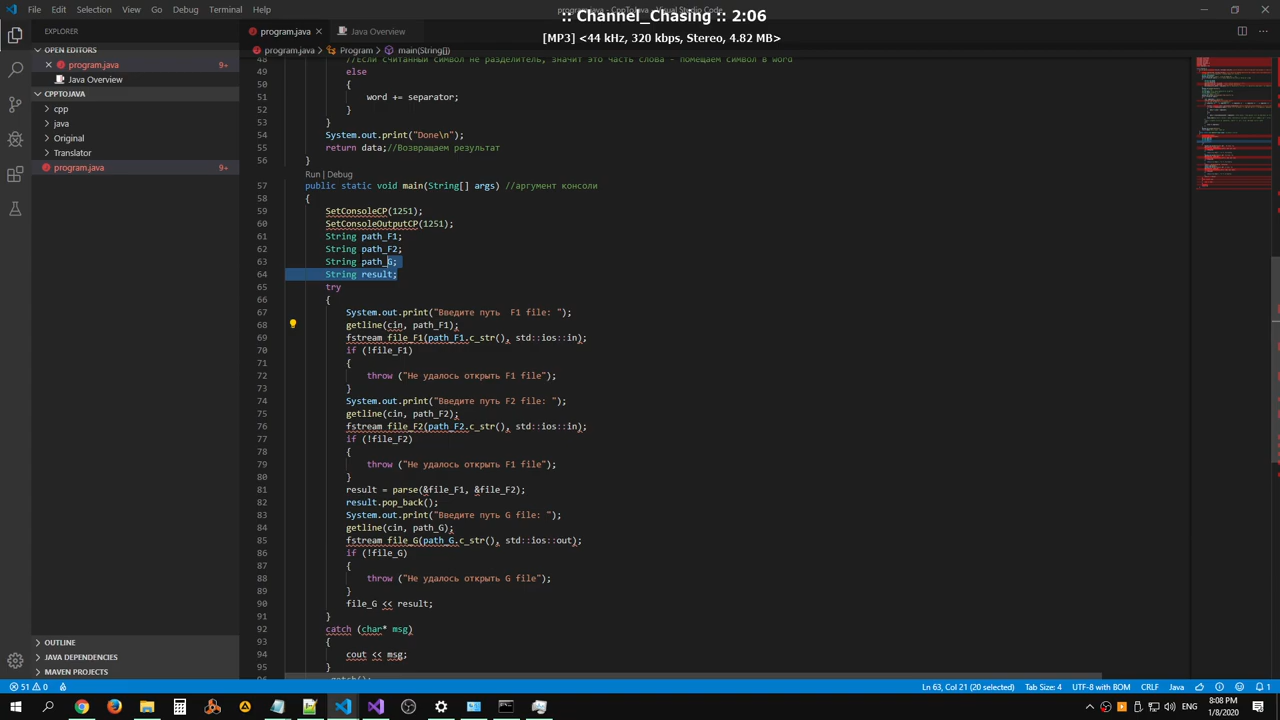 File Edit Selection View Go Debug Terminal Help
program.java - CppToJava - Visual Studio Code
:: Channel_Chasing :: 2:06
[MP3] <44 kHz, 320 kbps, Stereo, 4.82 MB>
EXPLORER
OPEN EDITORS
program.java 9+
Java Overview
CPPTOJAVA
cpp
java
Original
Translator
program.java 9+
OUTLINE
JAVA DEPENDENCIES
MAVEN PROJECTS
program.java
Java Overview
program.java > Program > main(String[])
48 //Если считанный символ не разделитель, значит это часть слова - помещаем символ в word
49 else
50
51 word += separator;
52
53 }
54 System.out.print("Done\n");
55 return data;//Возвращаем результат
56 }
Run | Debug
57 public static void main(String[] args) //аргумент консоли
58 {
59 SetConsoleCP(1251);
60 SetConsoleOutputCP(1251);
61 String path_F1;
62 String path_F2;
63 String path_G;
64 String result;
65 try
66 {
67 System.out.print("Введите путь  F1 file: ");
68 getline(cin, path_F1);
69 fstream file_F1(path_F1.c_str(), std::ios::in);
70 if (!file_F1)
71 {
72 throw ("Не удалось открыть F1 file");
73 }
74 System.out.print("Введите путь F2 file: ");
75 getline(cin, path_F2);
76 fstream file_F2(path_F2.c_str(), std::ios::in);
77 if (!file_F2)
78 {
79 throw ("Не удалось открыть F1 file");
80 }
81 result = parse(&file_F1, &file_F2);
82 result.pop_back();
83 System.out.print("Введите путь G file: ");
84 getline(cin, path_G);
85 fstream file_G(path_G.c_str(), std::ios::out);
86 if (!file_G)
87 {
88 throw ("Не удалось открыть G file");
89 }
90 file_G << result;
91 }
92 catch (char* msg)
93 {
94 cout << msg;
95 }
51 0
Ln 63, Col 21 (20 selected) Tab Size: 4 UTF-8 with BOM CRLF Java 1
ENG
8:08 PM
1/8/2020